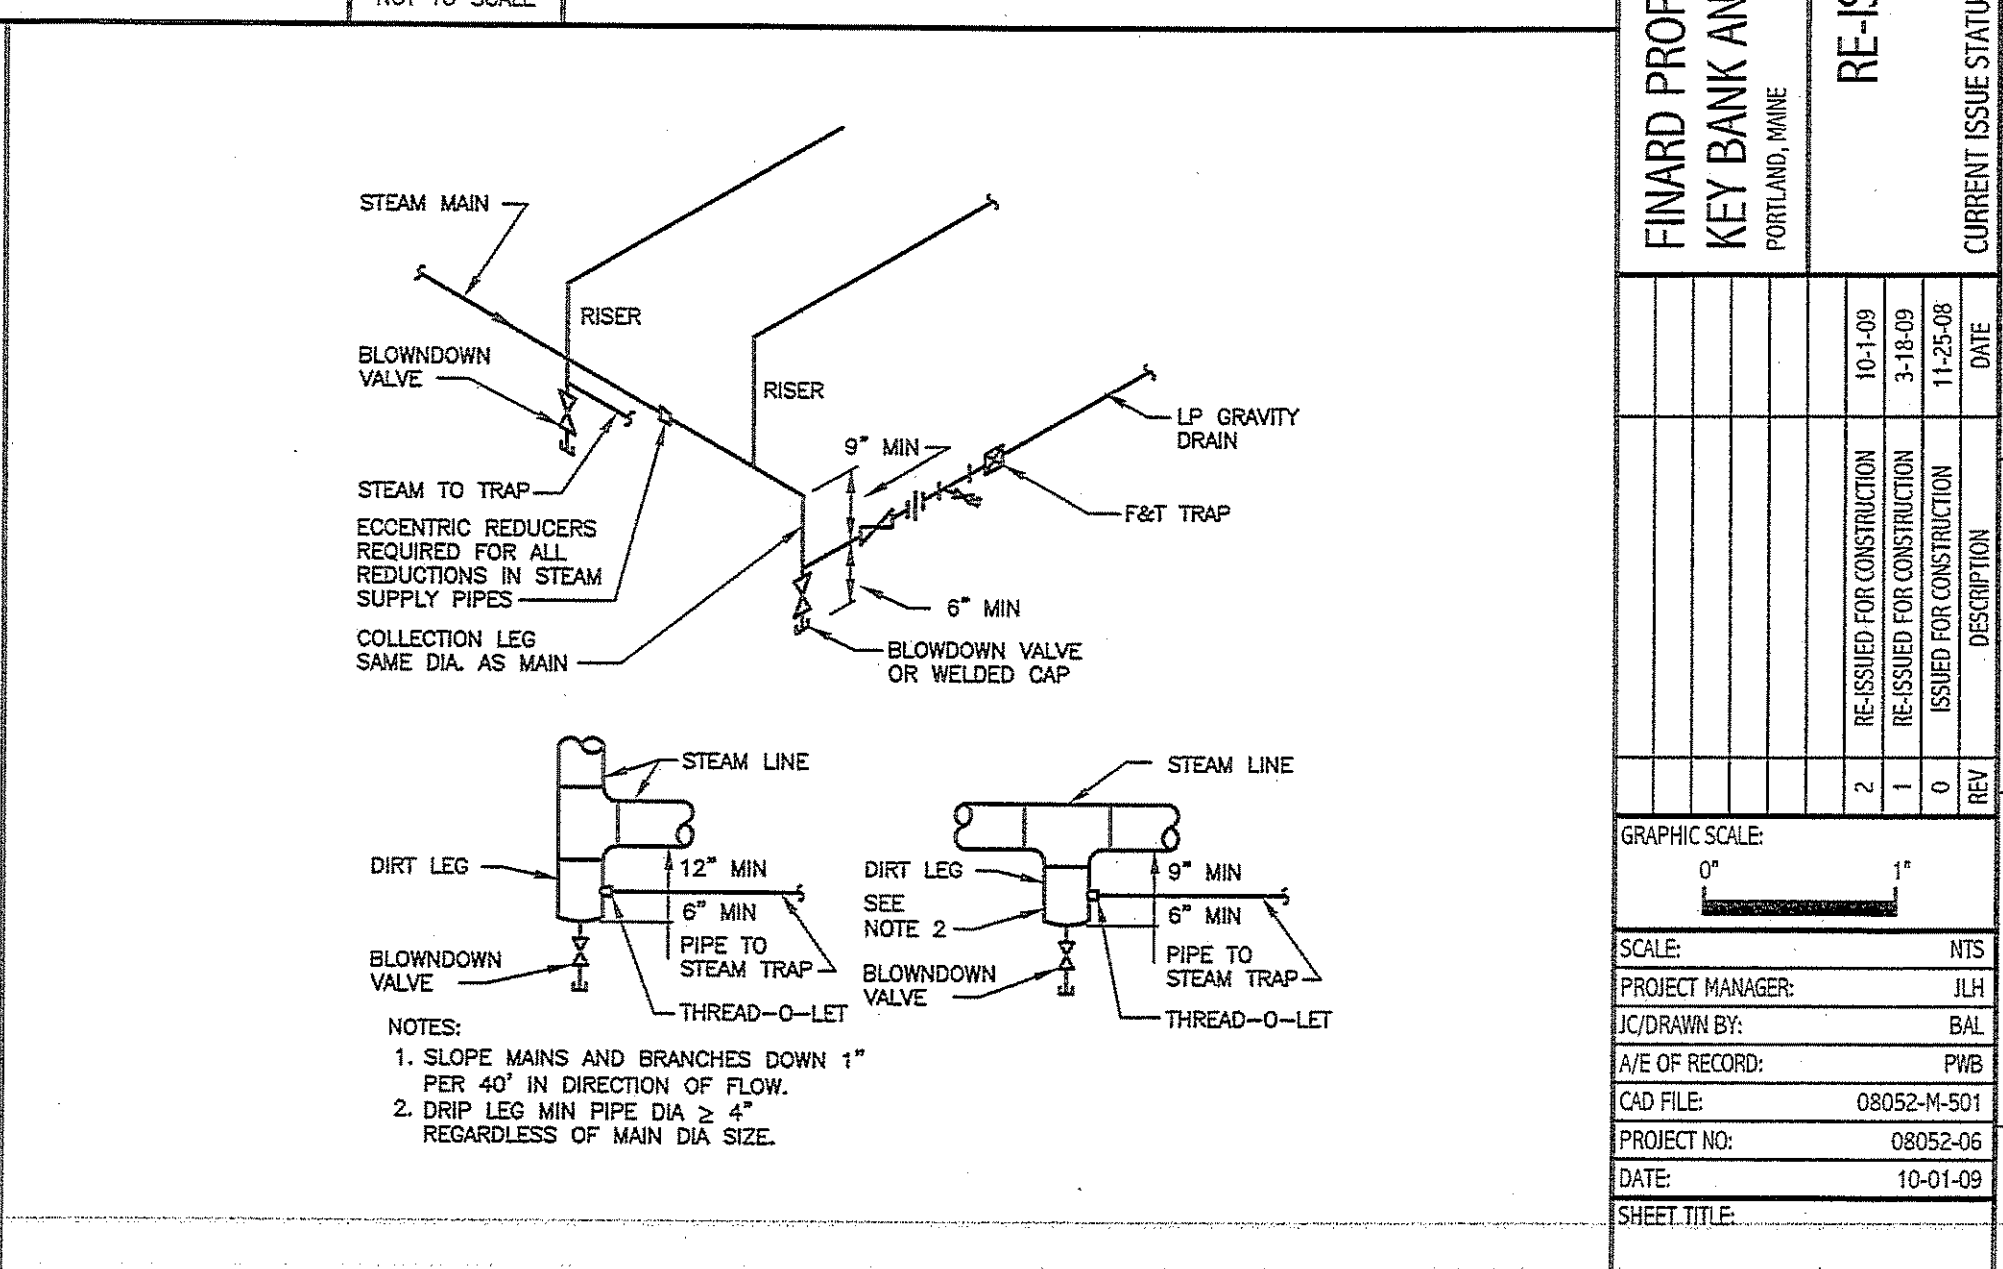 NOT TO SCALE
STEAM MAIN
RISER
BLOWNDOWN
VALVE
RISER
LP GRAVITY
DRAIN
9" MIN
STEAM TO TRAP
F&T TRAP
ECCENTRIC REDUCERS
REQUIRED FOR ALL
REDUCTIONS IN STEAM
SUPPLY PIPES
6" MIN
COLLECTION LEG
SAME DIA. AS MAIN
BLOWDOWN VALVE
OR WELDED CAP
STEAM LINE
DIRT LEG
12" MIN
6" MIN
PIPE TO
STEAM TRAP
BLOWNDOWN
VALVE
THREAD-O-LET
STEAM LINE
DIRT LEG
SEE
NOTE 2
9" MIN
6" MIN
PIPE TO
STEAM TRAP
BLOWNDOWN
VALVE
THREAD-O-LET
NOTES:
1. SLOPE MAINS AND BRANCHES DOWN 1"
PER 40' IN DIRECTION OF FLOW.
2. DRIP LEG MIN PIPE DIA ≥ 4"
REGARDLESS OF MAIN DIA SIZE.
FINARD
KEY BANK
PORTLAND, MAINE
CURRENT ISSUE
2 RE-ISSUED FOR CONSTRUCTION 10-1-09
1 RE-ISSUED FOR CONSTRUCTION 3-18-09
0 ISSUED FOR CONSTRUCTION 11-25-08
REV DESCRIPTION DATE
GRAPHIC SCALE:
0" 1"
SCALE: NTS
PROJECT MANAGER: JLH
JC/DRAWN BY: BAL
A/E OF RECORD: PWB
CAD FILE: 08052-M-501
PROJECT NO: 08052-06
DATE: 10-01-09
SHEET TITLE: